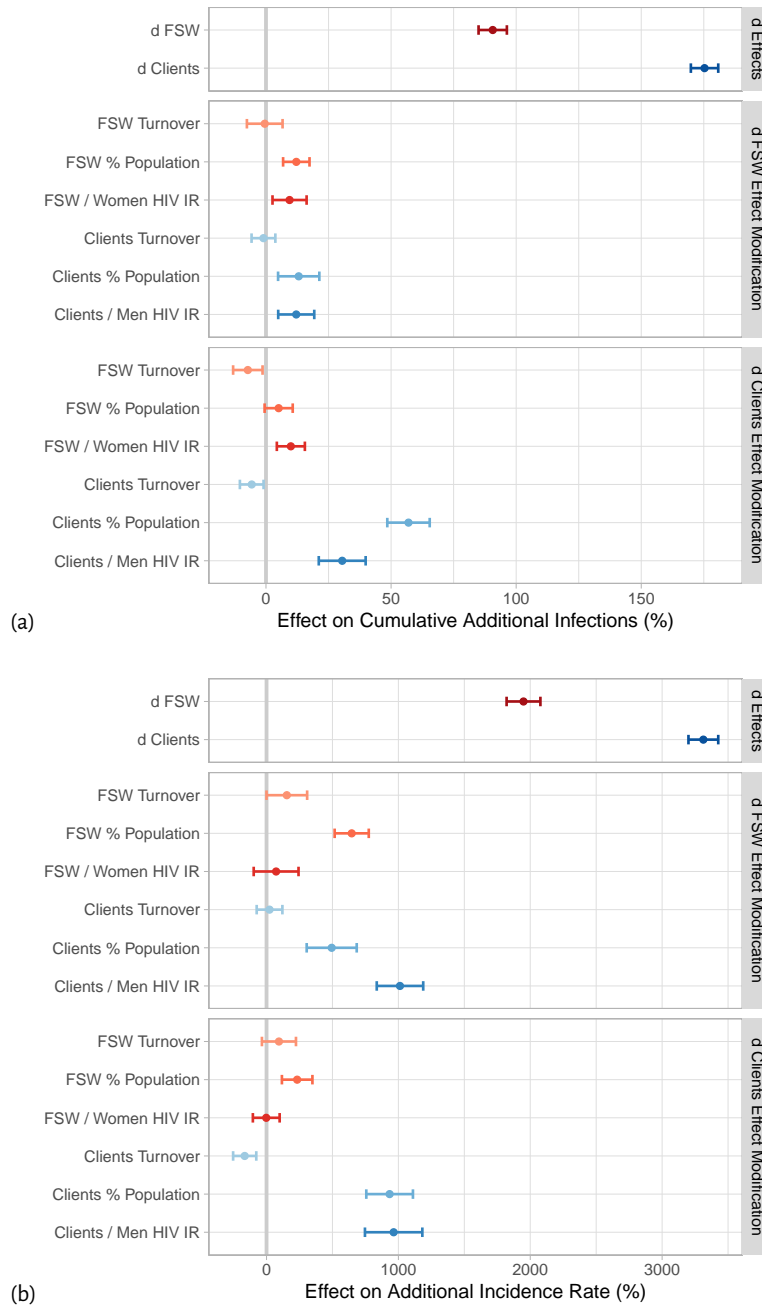 d FSW
d Clients
d Effects
FSW Turnover
FSW % Population
FSW / Women HIV IR
Clients Turnover
Clients % Population
Clients / Men HIV IR
d FSW Effect Modification
FSW Turnover
FSW % Population
FSW / Women HIV IR
Clients Turnover
Clients % Population
Clients / Men HIV IR
d Clients Effect Modification
0 50 100 150
(a) Effect on Cumulative Additional Infections (%)
d FSW
d Clients
d Effects
FSW Turnover
FSW % Population
FSW / Women HIV IR
Clients Turnover
Clients % Population
Clients / Men HIV IR
d FSW Effect Modification
FSW Turnover
FSW % Population
FSW / Women HIV IR
Clients Turnover
Clients % Population
Clients / Men HIV IR
d Clients Effect Modification
0 1000 2000 3000
(b) Effect on Additional Incidence Rate (%)